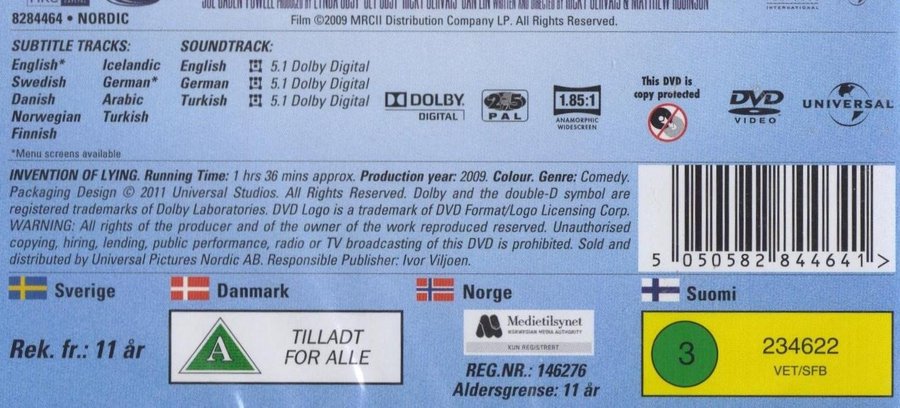 8284464 • NORDIC
Film ©2009 MRCII Distribution Company LP. All Rights Reserved.
INTERNATIONAL
SUBTITLE TRACKS:
English* Icelandic
Swedish German*
Danish Arabic
Norwegian Turkish
Finnish
*Menu screens available
SOUNDTRACK:
English 5.1 Dolby Digital
German 5.1 Dolby Digital
Turkish 5.1 Dolby Digital
DOLBY
DIGITAL
2 5
PAL
1.85:1
ANAMORPHIC
WIDESCREEN
This DVD is
copy protected
DVD
VIDEO
UNIVERSAL
INVENTION OF LYING. Running Time: 1 hrs 36 mins approx. Production year: 2009. Colour. Genre: Comedy.
Packaging Design © 2011 Universal Studios. All Rights Reserved. Dolby and the double-D symbol are
registered trademarks of Dolby Laboratories. DVD Logo is a trademark of DVD Format/Logo Licensing Corp.
WARNING: All rights of the producer and of the owner of the work reproduced reserved. Unauthorised
copying, hiring, lending, public performance, radio or TV broadcasting of this DVD is prohibited. Sold and
distributed by Universal Pictures Nordic AB. Responsible Publisher: Ivor Viljoen.
5 050582 844641 >
Sverige
Rek. fr.: 11 år
Danmark
A
TILLADT
FOR ALLE
Norge
Medietilsynet
NORWEGIAN MEDIA AUTHORITY
KUN REGISTRERT
REG.NR.: 146276
Aldersgrense: 11 år
Suomi
3
234622
VET/SFB